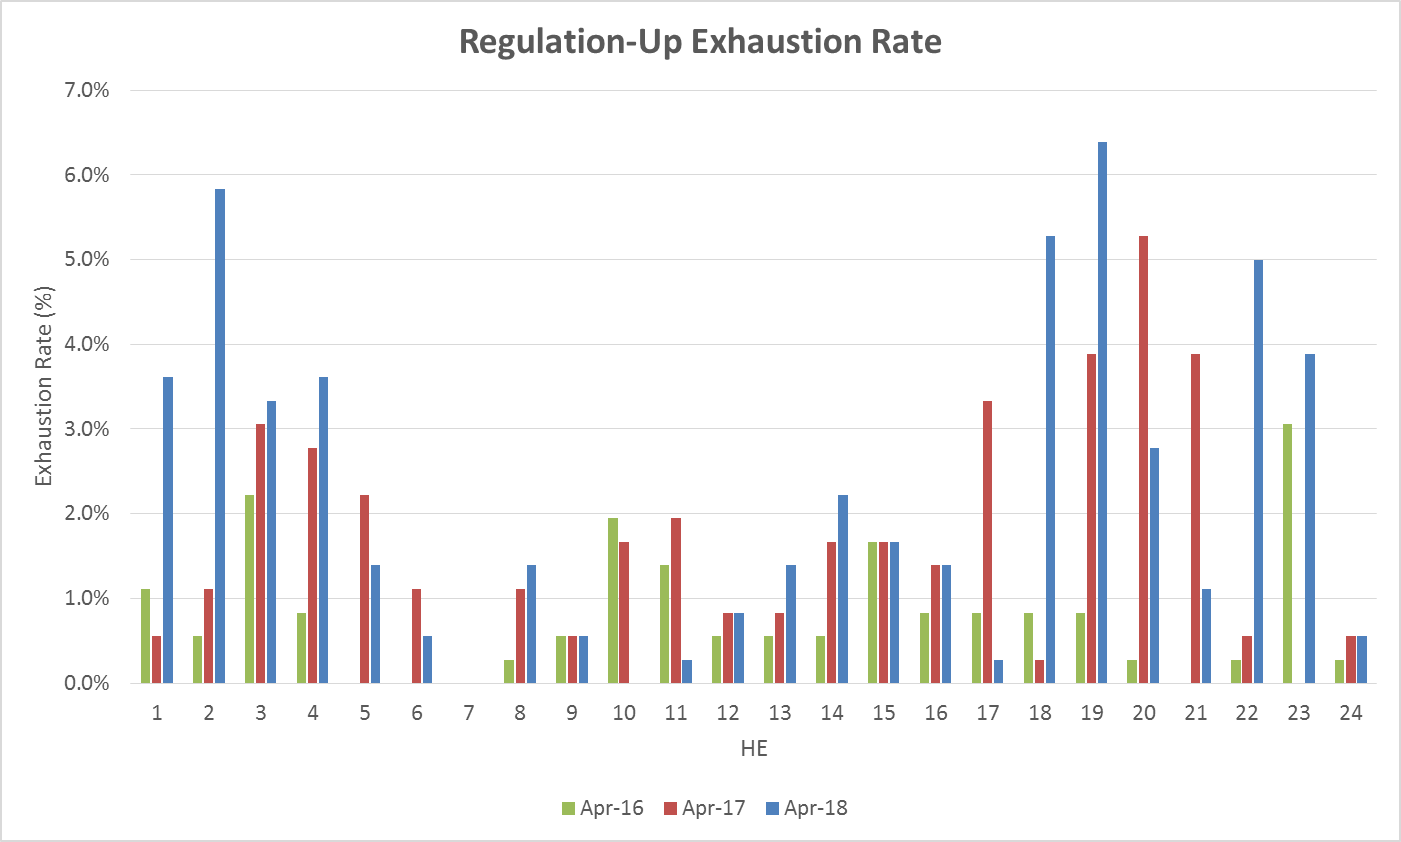 Regulation-Up Exhaustion Rate
7.0%
6.0%
5.0%
4.0%
3.0%
2.0%
1.0%
0.0%
Exhaustion Rate (%)
1 2 3 4 5 6 7 8 9 10 11 12 13 14 15 16 17 18 19 20 21 22 23 24
HE
Apr-16 Apr-17 Apr-18